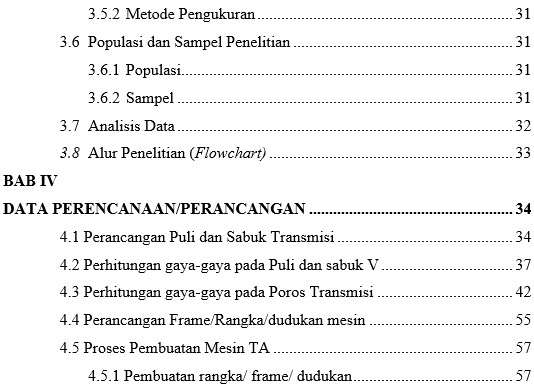 3.5.2 Metode Pengukuran.......................................................................... 31
3.6 Populasi dan Sampel Penitian................................................................ 31
3.6.1 Populasi............................................................................................ 31
3.6.2 Sampel.............................................................................................. 31
3.7 Analisis Data........................................................................................... 32
3.8 Alur Penelitian (Flowchart)..................................................................... 33
BAB IV
DATA PERENCANAAN/PERANCANGAN.................................................... 34
4.1 Perancangan Puli dan Sabuk Transmisi................................................. 34
4.2 Perhitungan gaya-gaya pada Puli dan sabuk V...................................... 37
4.3 Perhitungan gaya-gaya pada Poros Transmisi....................................... 42
4.4 Perancangan Frame/Rangka/dudukan mesin......................................... 55
4.5 Proses Pembuatan Mesin TA................................................................. 57
4.5.1 Pembuatan rangka/ frame/ dudukan................................................. 57